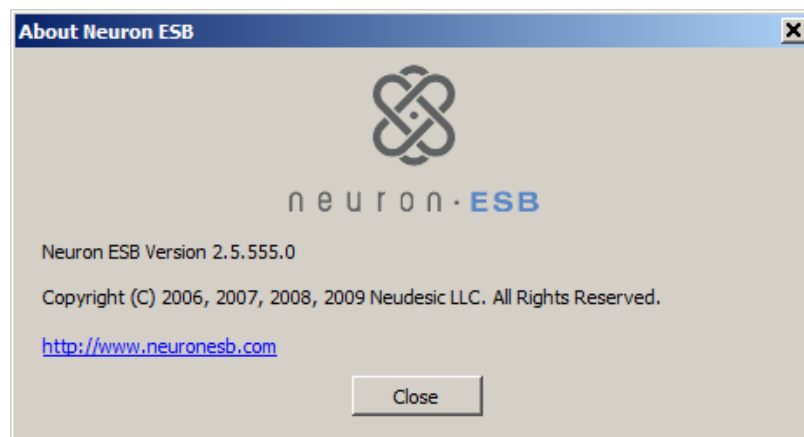 About Neuron ESB
neuron·ESB
Neuron ESB Version 2.5.555.0
Copyright (C) 2006, 2007, 2008, 2009 Neudesic LLC. All Rights Reserved.
http://www.neuronesb.com
Close